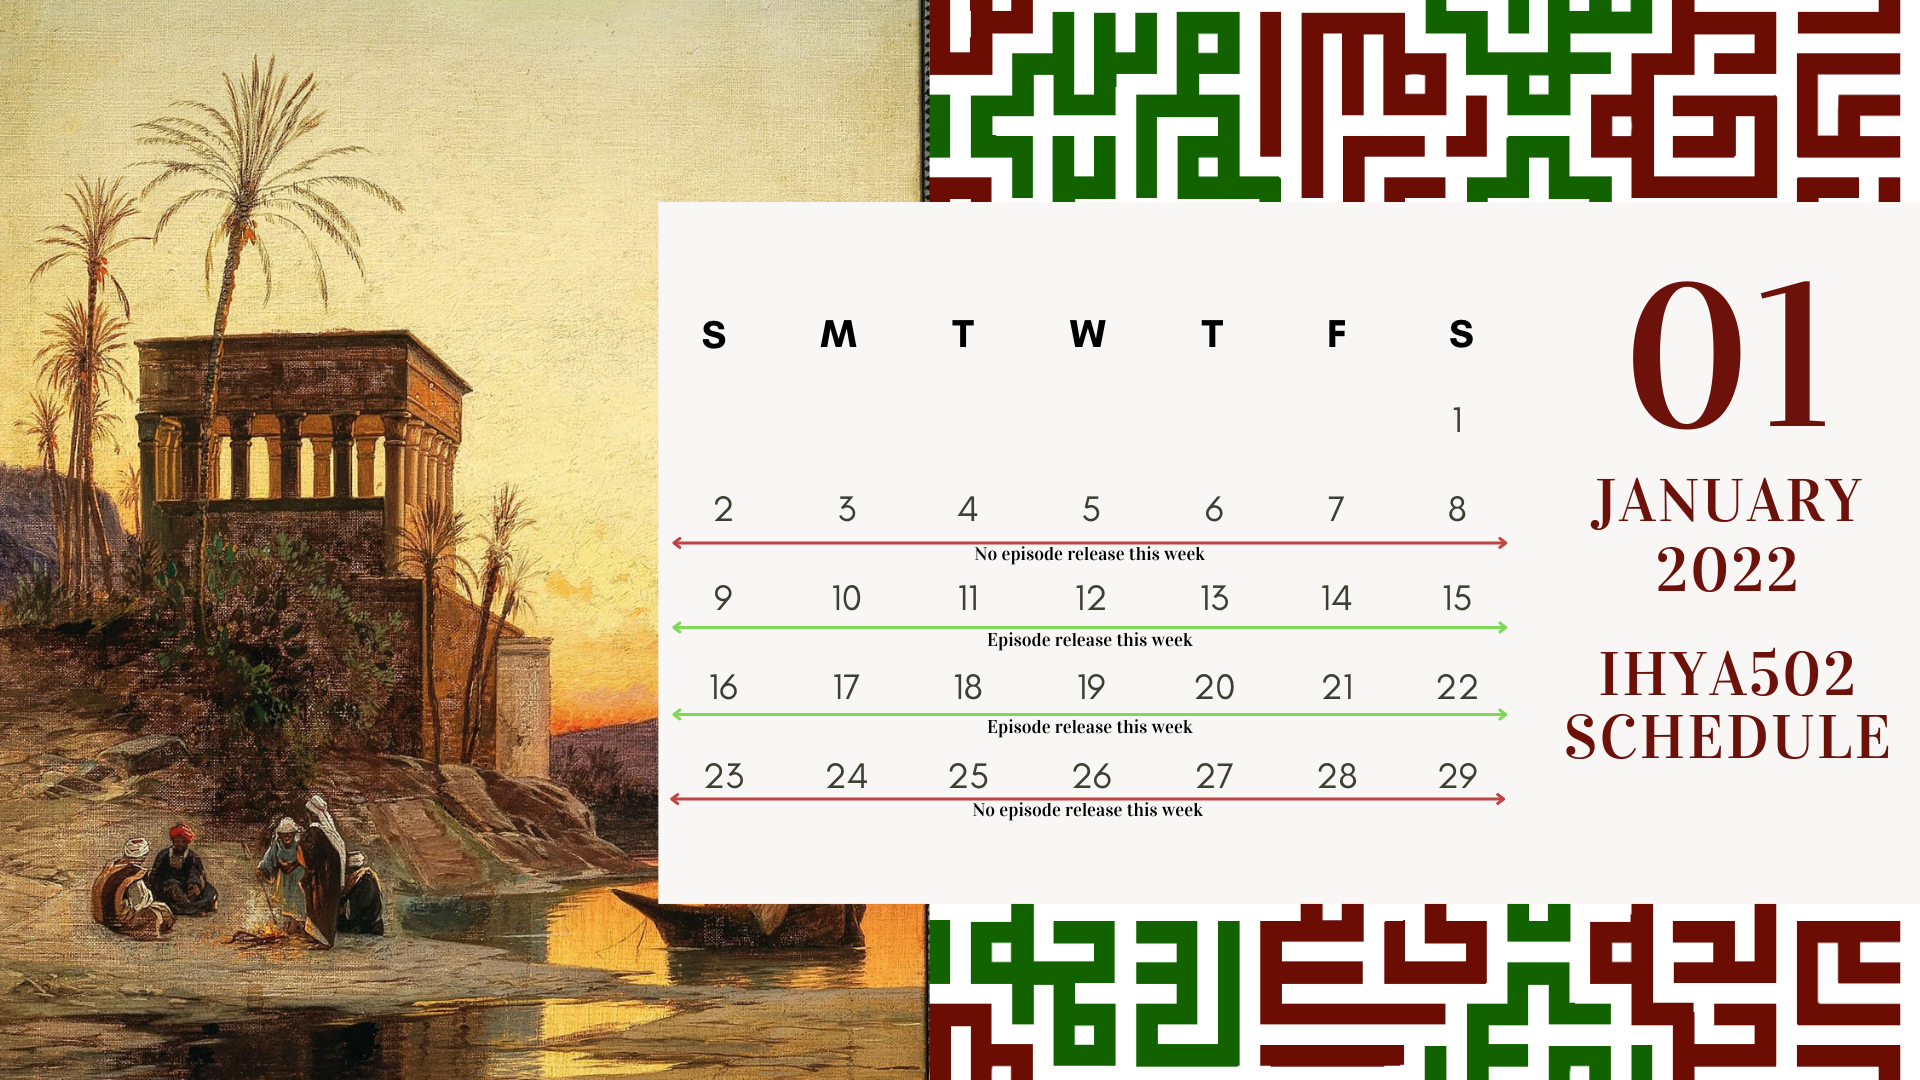 S M T W T F S
1
2 3 4 5 6 7 8
No episode release this week
9 10 11 12 13 14 15
Episode release this week
16 17 18 19 20 21 22
Episode release this week
23 24 25 26 27 28 29
No episode release this week
01
JANUARY
2022
IHYA502
SCHEDULE